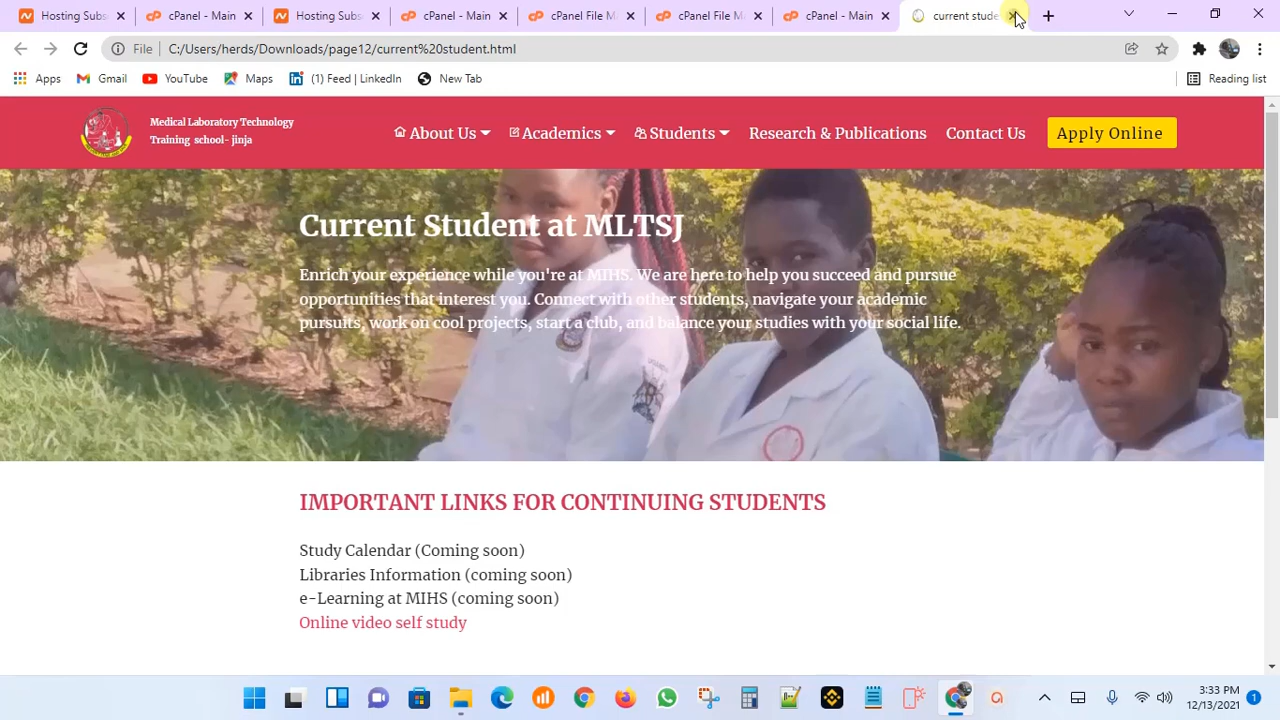 Hosting Subs
cPanel - Main
Hosting Subs
cPanel - Main
cPanel File M
cPanel File M
cPanel - Main
current stude
File
C:/Users/herds/Downloads/page12/current%20student.html
Apps
Gmail
YouTube
Maps
(1) Feed | LinkedIn
New Tab
Reading list
Medical Laboratory Technology
Training school- jinja
About Us
Academics
Students
Research & Publications
Contact Us
Apply Online
Current Student at MLTSJ
Enrich your experience while you're at MIHS. We are here to help you succeed and pursue
opportunities that interest you. Connect with other students, navigate your academic
pursuits, work on cool projects, start a club, and balance your studies with your social life.
IMPORTANT LINKS FOR CONTINUING STUDENTS
Study Calendar (Coming soon)
Libraries Information (coming soon)
e-Learning at MIHS (coming soon)
Online video self study
3:33 PM
12/13/2021
1